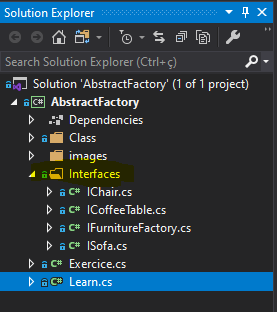 Solution Explorer
Search Solution Explorer (Ctrl+ç)
Solution 'AbstractFactory' (1 of 1 project)
C# AbstractFactory
Dependencies
Class
images
Interfaces
C# IChair.cs
C# ICoffeeTable.cs
C# IFurnitureFactory.cs
C# ISofa.cs
C# Exercice.cs
C# Learn.cs